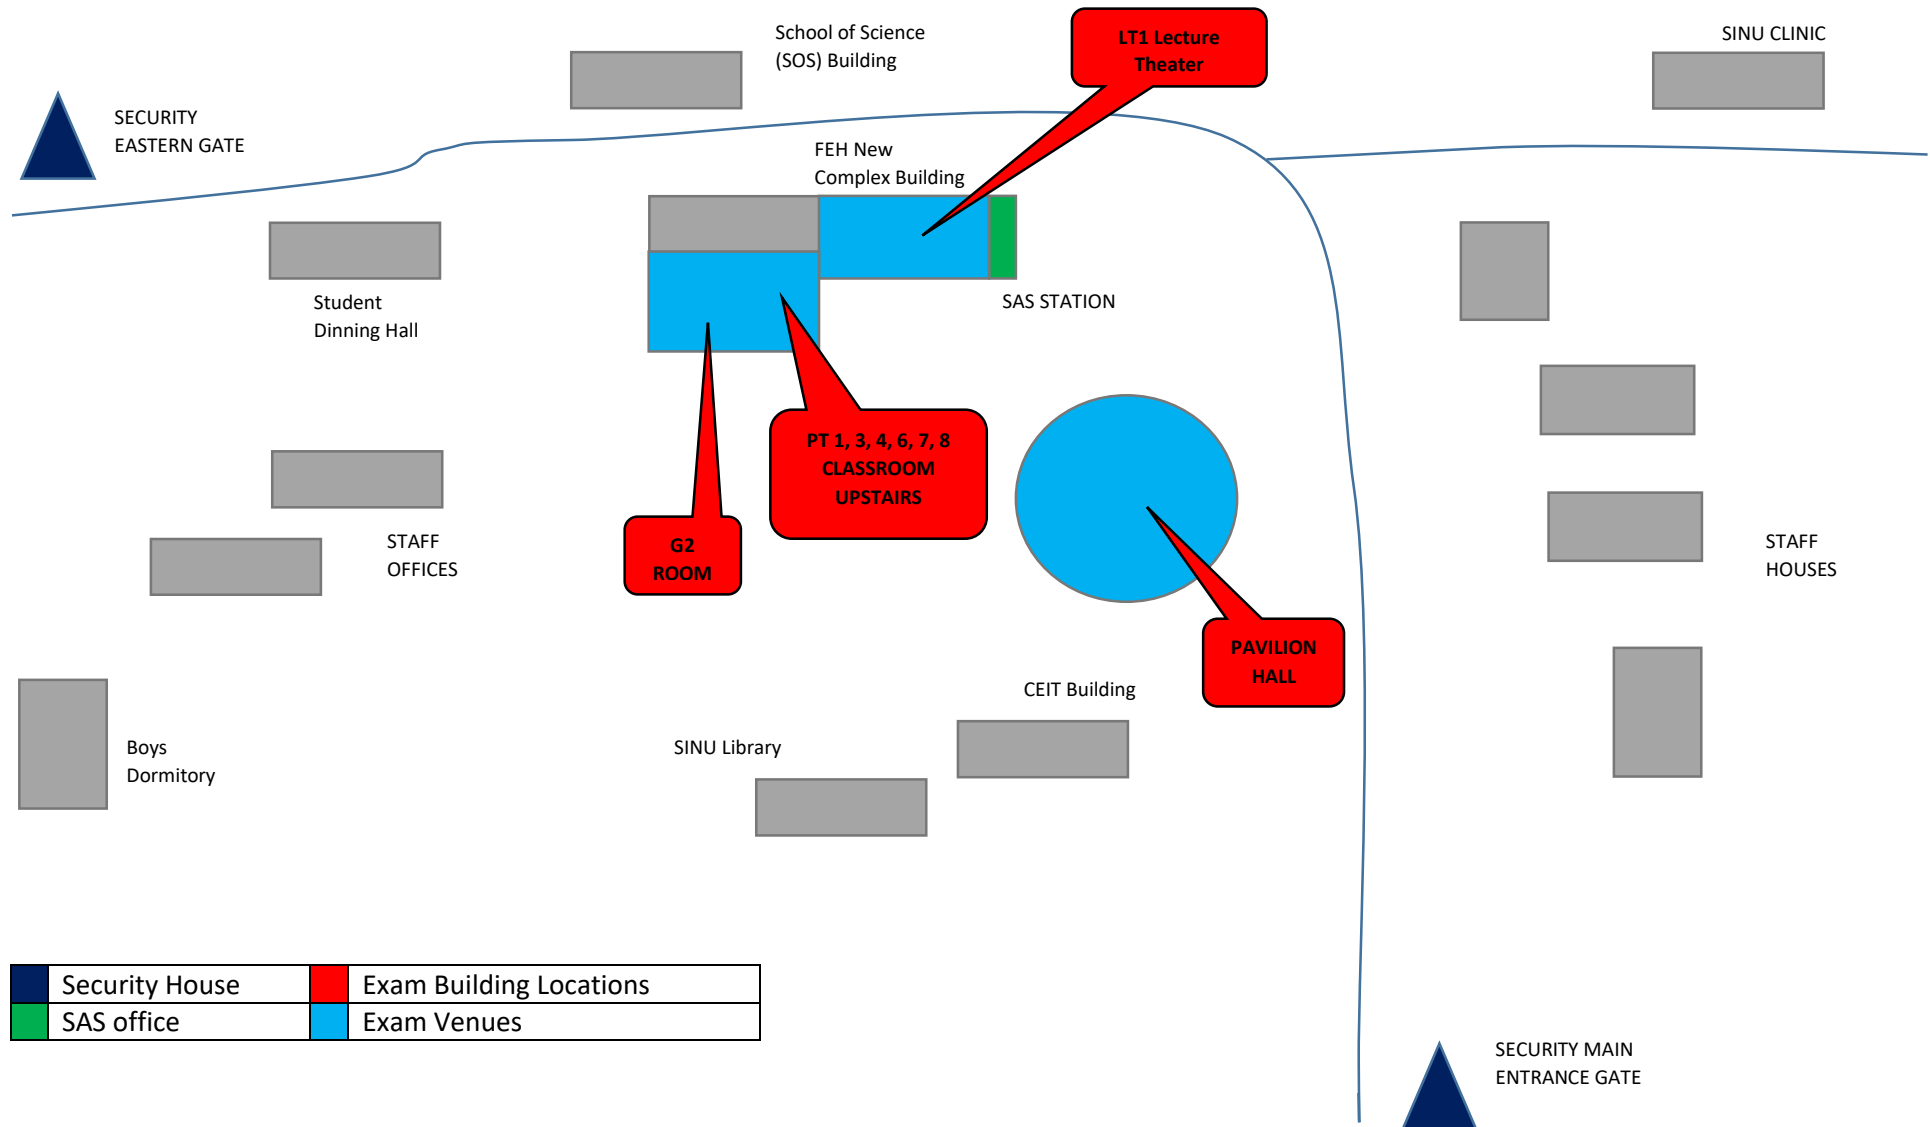 School of Science
(SOS) Building
LT1 Lecture
Theater
SINU CLINIC
SECURITY
EASTERN GATE
FEH New
Complex Building
Student
Dinning Hall
SAS STATION
PT 1, 3, 4, 6, 7, 8
CLASSROOM
UPSTAIRS
G2
ROOM
STAFF
OFFICES
STAFF
HOUSES
PAVILION
HALL
CEIT Building
SINU Library
Boys
Dormitory
Security House
Exam Building Locations
SAS office
Exam Venues
SECURITY MAIN
ENTRANCE GATE